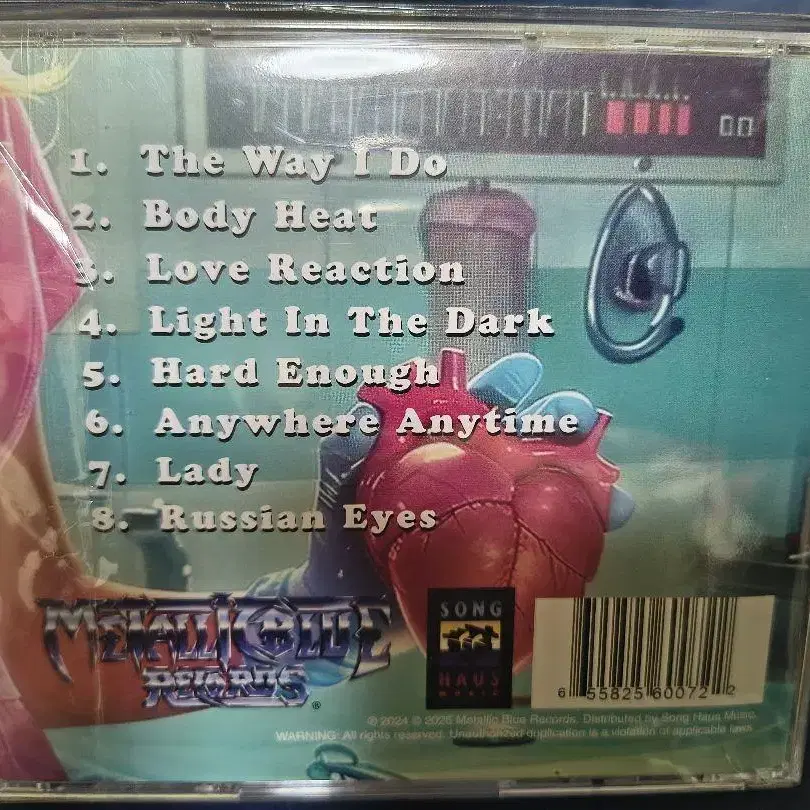 1. The Way I Do
2. Body Heat
3. Love Reaction
4. Light In The Dark
5. Hard Enough
6. Anywhere Anytime
7. Lady
8. Russian Eyes
METALLIC BLUE
RECORDS ®
SONG
HAUS
MUSIC
6 55825 60072 2
℗ 2024 © 2025 Metallic Blue Records. Distributed by Song Haus Music.
WARNING: All rights reserved. Unauthorized duplication is a violation of applicable laws.
00